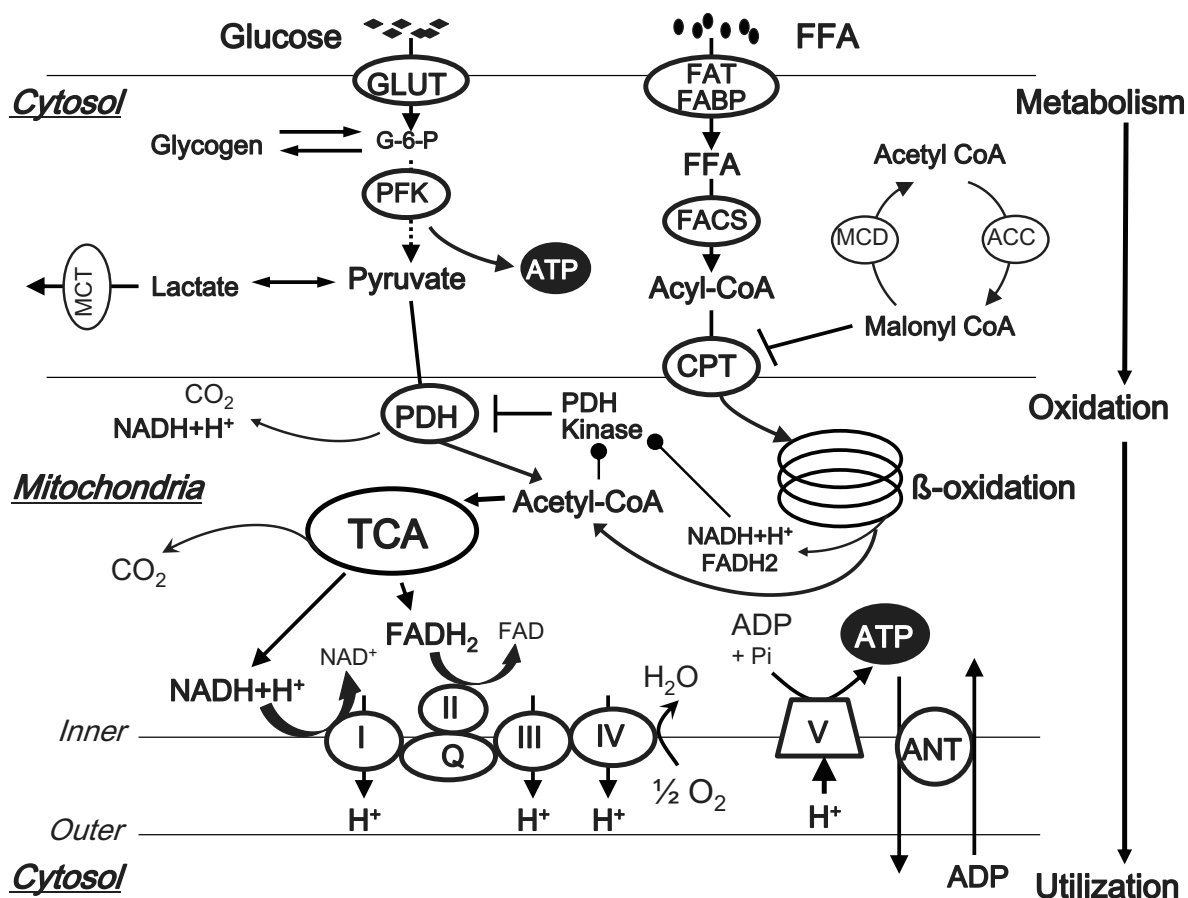 Glucose
FFA
GLUT
FAT
FABP
Cytosol
Metabolism
Glycogen
G-6-P
FFA
Acetyl CoA
PFK
FACS
MCD
ACC
ATP
MCT
Lactate
Pyruvate
Acyl-CoA
Malonyl CoA
CPT
CO2
NADH+H+
PDH
PDH
Kinase
Oxidation
Mitochondria
Acetyl-CoA
ß-oxidation
TCA
NADH+H+
FADH2
CO2
FADH2
FAD
ADP
+ Pi
ATP
NAD+
NADH+H+
H2O
II
Inner
I
Q
III
IV
V
ANT
½ O2
H+
H+
H+
H+
Outer
Cytosol
ADP
Utilization